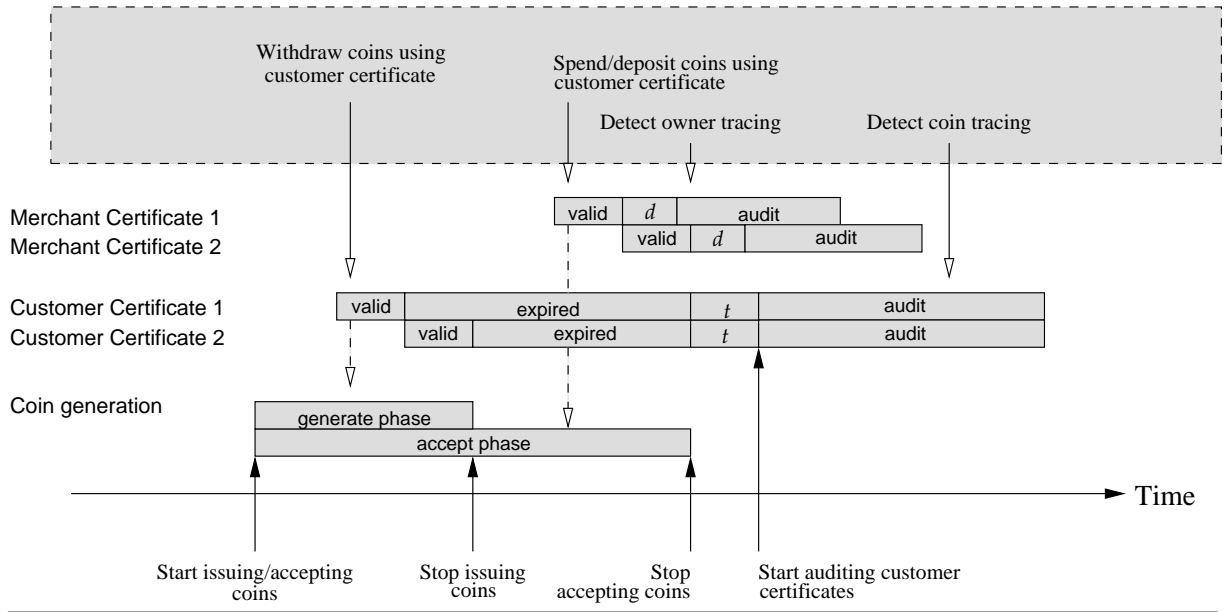 Withdraw coins using
customer certificate
Spend/deposit coins using
customer certificate
Detect owner tracing
Detect coin tracing
Merchant Certificate 1
valid
d
audit
Merchant Certificate 2
valid
d
audit
Customer Certificate 1
valid
expired
t
audit
Customer Certificate 2
valid
expired
t
audit
Coin generation
generate phase
accept phase
Time
Start issuing/accepting
coins
Stop issuing
coins
Stop
accepting coins
Start auditing customer
certificates